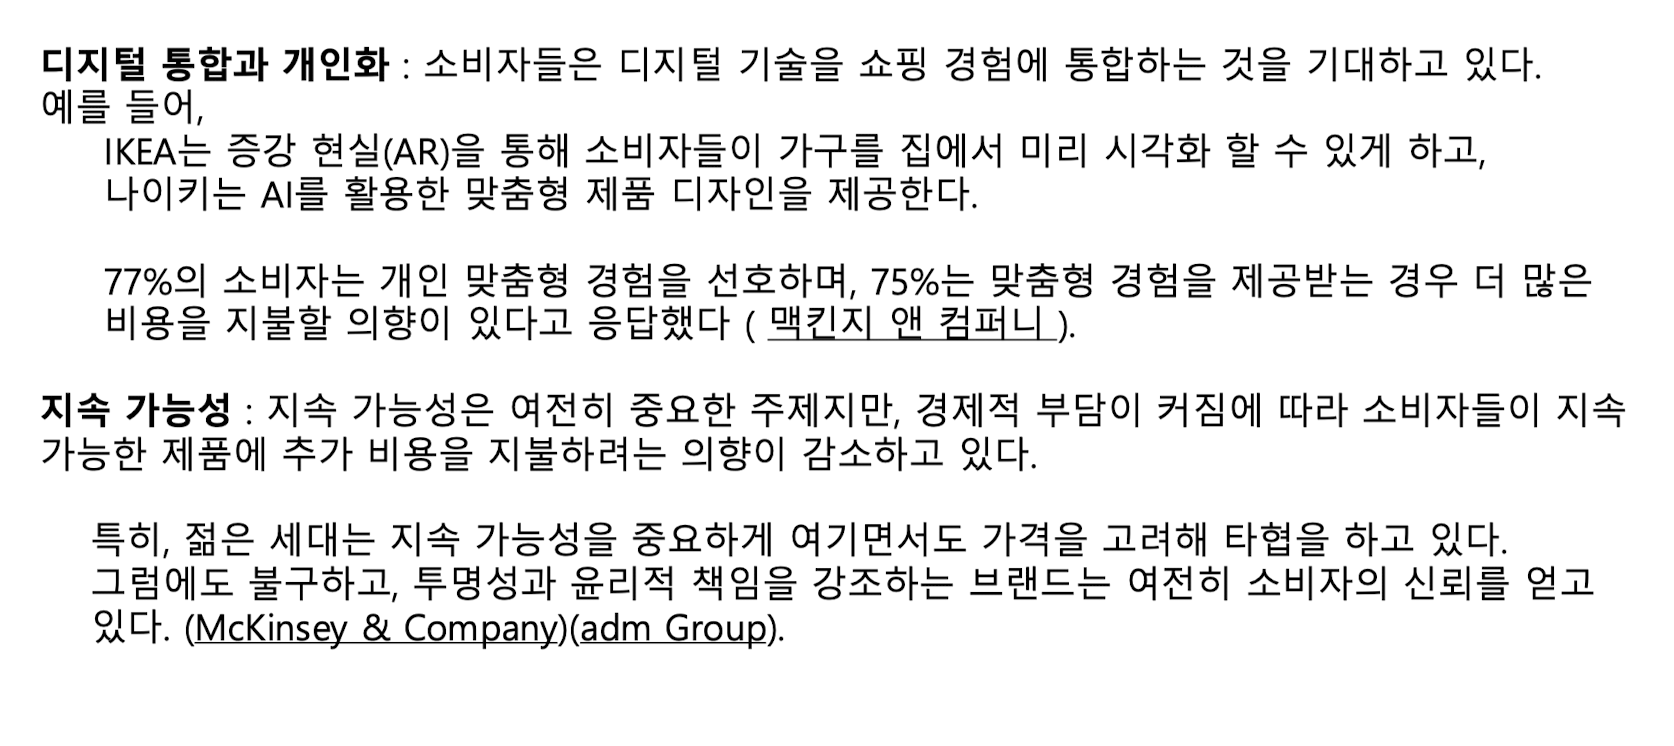 디지털 통합과 개인화 : 소비자들은 디지털 기술을 쇼핑 경험에 통합하는 것을 기대하고 있다.
예를 들어,
IKEA는 증강 현실(AR)을 통해 소비자들이 가구를 집에서 미리 시각화 할 수 있게 하고,
나이키는 AI를 활용한 맞춤형 제품 디자인을 제공한다.
77%의 소비자는 개인 맞춤형 경험을 선호하며, 75%는 맞춤형 경험을 제공받는 경우 더 많은
비용을 지불할 의향이 있다고 응답했다 ( 맥킨지 앤 컴퍼니 ).
지속 가능성 : 지속 가능성은 여전히 중요한 주제지만, 경제적 부담이 커짐에 따라 소비자들이 지속
가능한 제품에 추가 비용을 지불하려는 의향이 감소하고 있다.
특히, 젊은 세대는 지속 가능성을 중요하게 여기면서도 가격을 고려해 타협을 하고 있다.
그럼에도 불구하고, 투명성과 윤리적 책임을 강조하는 브랜드는 여전히 소비자의 신뢰를 얻고
있다. (McKinsey & Company)(adm Group).